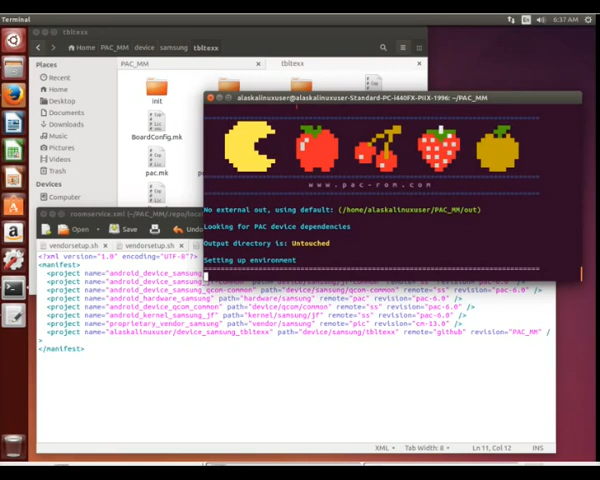 Terminal
En
6:37 AM
tbltexx
Home
PAC_MM
device
samsung
tbltexx
Places
PAC_MM
tbltexx
Recent
Home
Desktop
Documents
Downloads
Music
Pictures
Videos
Trash
Devices
Computer
init
BoardConfig.mk
pac.mk
alaskalinuxuser@alaskalinuxuser-Standard-PC-i440FX-PIIX-1996: ~/PAC_MM
www.pac-rom.com
No external out, using default: (/home/alaskalinuxuser/PAC_MM/out)
Looking for PAC device dependencies
Output directory is: Untouched
Setting up environment
roomservice.xml (~/PAC_MM/.repo/loca
Open
Save
Undo
vendorsetup.sh
vendorsetup.sh
<?xml version="1.0" encoding="UTF-8"?>
<manifest>
<project name="android_device_samsung_
<project name="android_device_samsung_
<project name="android_device_samsung_qcom-common" path="device/samsung/qcom-common" remote="ss" revision="pac-6.0" />
<project name="android_hardware_samsung" path="hardware/samsung" remote="pac" revision="pac-6.0" />
<project name="android_device_qcom_common" path="device/qcom/common" remote="ss" revision="pac-6.0" />
<project name="android_kernel_samsung_jf" path="kernel/samsung/jf" remote="ss" revision="pac-6.0" />
<project name="proprietary_vendor_samsung" path="vendor/samsung" remote="plc" revision="cm-13.0" />
<project name="alaskalinuxuser/device_samsung_tbltexx" path="device/samsung/tbltexx" remote="github" revision="PAC_MM" /
>
</manifest>
XML
Tab Width: 8
Ln 11, Col 12
INS